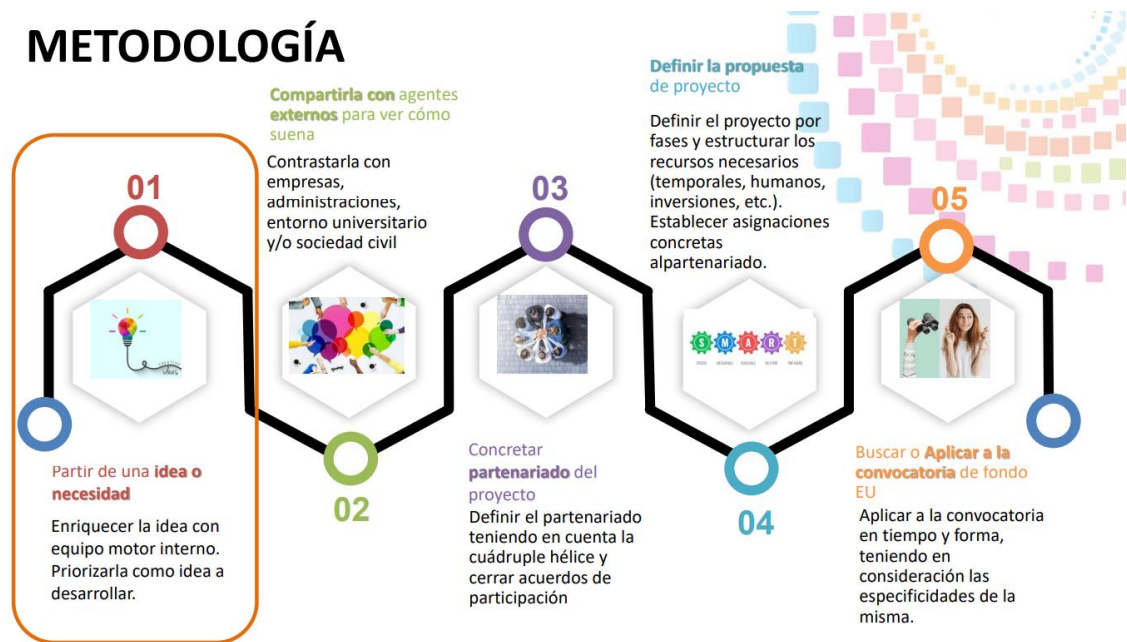 METODOLOGÍA
01
Partir de una idea o
necesidad
Enriquecer la idea con
equipo motor interno.
Priorizarla como idea a
desarrollar.
Compartirla con agentes
externos para ver cómo
suena
Contrastarla con
empresas,
administraciones,
entorno universitario
y/o sociedad civil
02
03
Concretar
partenariado del
proyecto
Definir el partenariado
teniendo en cuenta la
cuádruple hélice y
cerrar acuerdos de
participación
Definir la propuesta
de proyecto
Definir el proyecto por
fases y estructurar los
recursos necesarios
(temporales, humanos,
inversiones, etc.).
Establecer asignaciones
concretas
alpartenariado.
S M A R T
04
05
Buscar o Aplicar a la
convocatoria de fondo
EU
Aplicar a la convocatoria
en tiempo y forma,
teniendo en
consideración las
especificidades de la
misma.